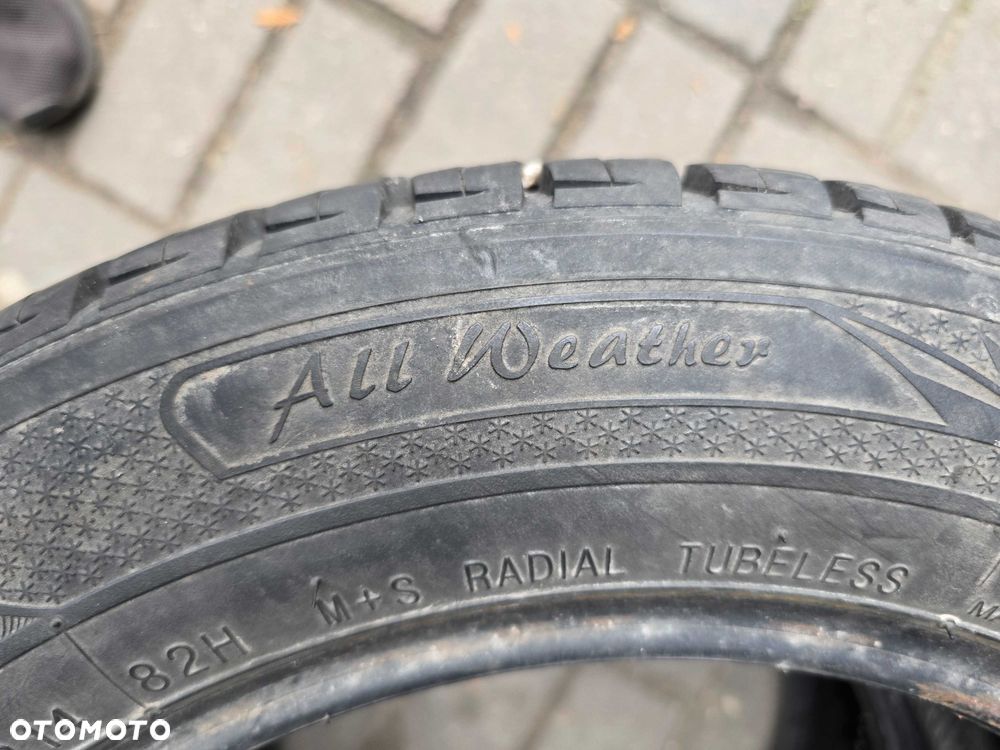 All Weather
82H M+S RADIAL TUBELESS
OTOMOTO